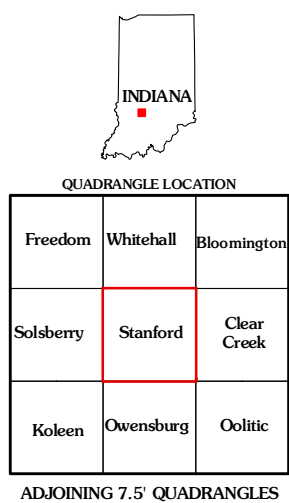 INDIANA
QUADRANGLE LOCATION
Freedom Whitehall Bloomington
Solsberry Stanford Clear Creek
Koleen Owensburg Oolitic
ADJOINING 7.5' QUADRANGLES